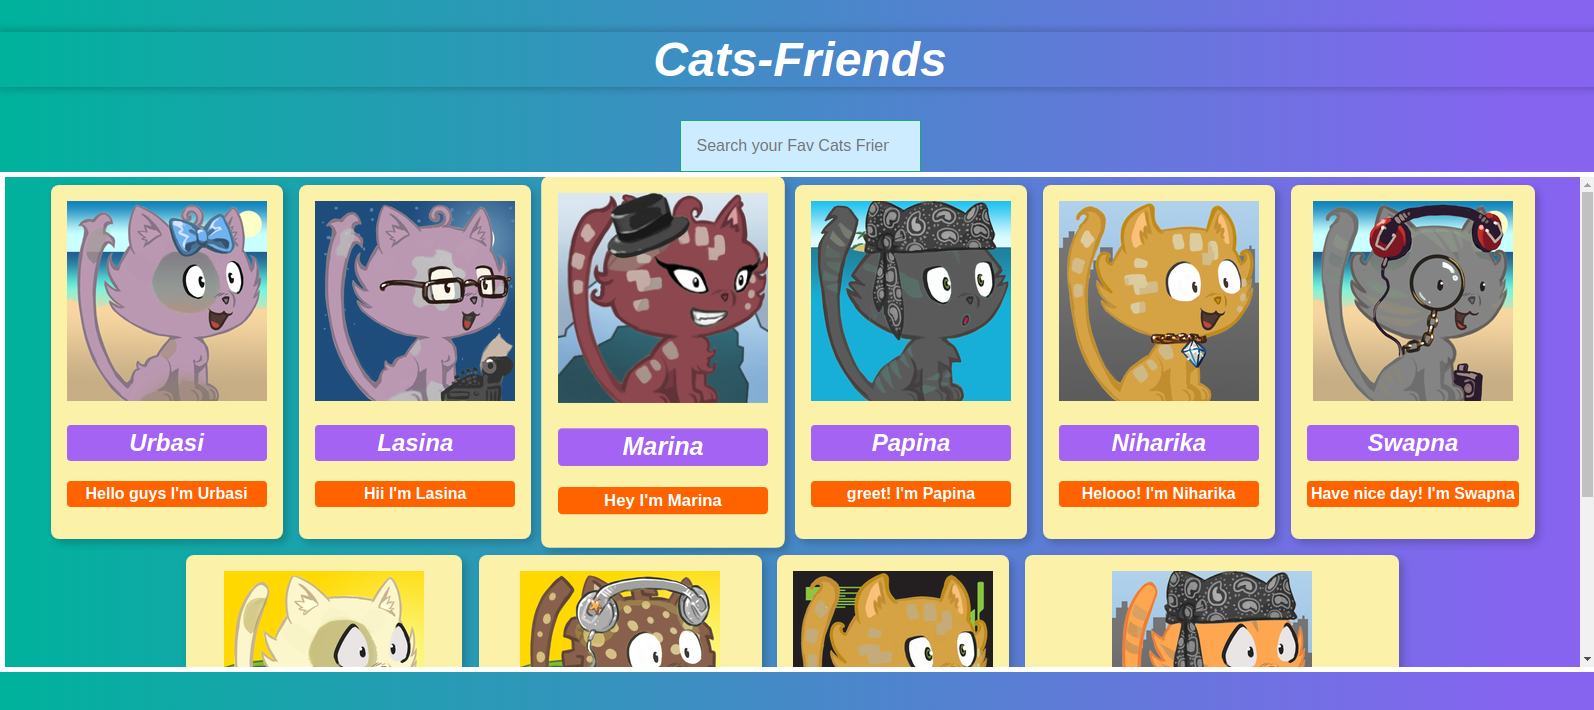 Cats-Friends
Search your Fav Cats Frier
Urbasi
Lasina
Marina
Papina
Niharika
Swapna
Hello guys I'm Urbasi
Hii I'm Lasina
Hey I'm Marina
greet! I'm Papina
Helooo! I'm Niharika
Have nice day! I'm Swapna